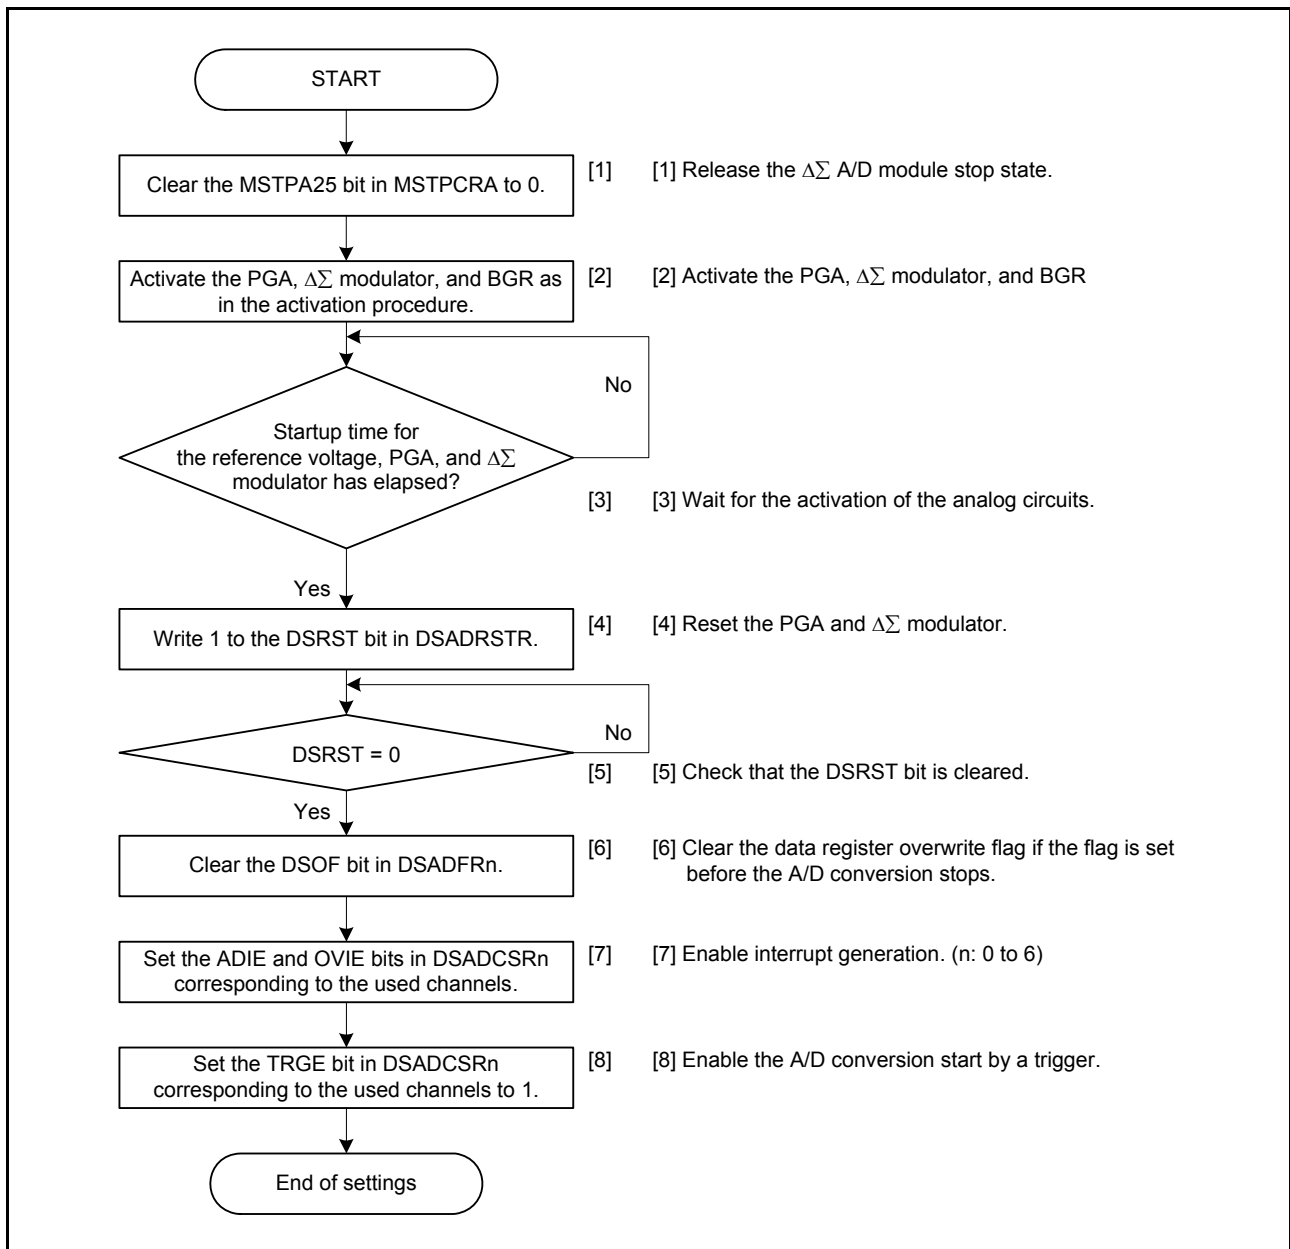 START
Clear the MSTPA25 bit in MSTPCRA to 0.
[1]
[1] Release the ΔΣ A/D module stop state.
Activate the PGA, ΔΣ modulator, and BGR as
in the activation procedure.
[2]
[2] Activate the PGA, ΔΣ modulator, and BGR
No
Startup time for
the reference voltage, PGA, and ΔΣ
modulator has elapsed?
[3]
[3] Wait for the activation of the analog circuits.
Yes
Write 1 to the DSRST bit in DSADRSTR.
[4]
[4] Reset the PGA and ΔΣ modulator.
No
DSRST = 0
[5]
[5] Check that the DSRST bit is cleared.
Yes
Clear the DSOF bit in DSADFRn.
[6]
[6] Clear the data register overwrite flag if the flag is set
before the A/D conversion stops.
Set the ADIE and OVIE bits in DSADCSRn
corresponding to the used channels.
[7]
[7] Enable interrupt generation. (n: 0 to 6)
Set the TRGE bit in DSADCSRn
corresponding to the used channels to 1.
[8]
[8] Enable the A/D conversion start by a trigger.
End of settings